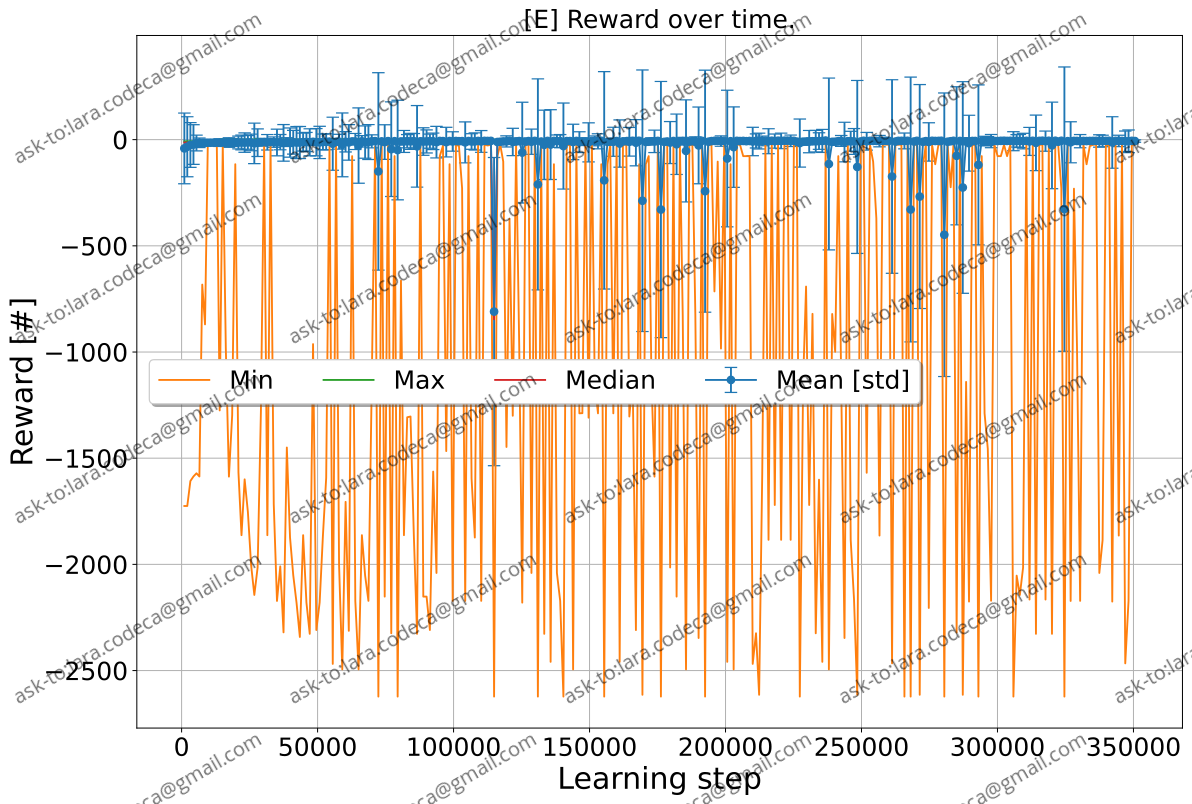 [E] Reward over time.
Reward [#]
0
−500
−1000
−1500
−2000
−2500
Min Max Median Mean [std]
0 50000 100000 150000 200000 250000 300000 350000
Learning step
ask-to:lara.codeca@gmail.com